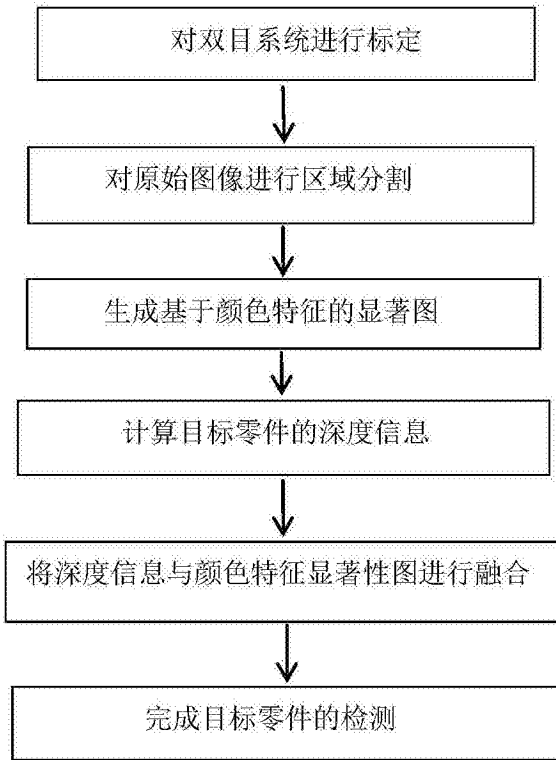 对双目系统进行标定
对原始图像进行区域分割
生成基于颜色特征的显著图
计算目标零件的深度信息
将深度信息与颜色特征显著性图进行融合
完成目标零件的检测